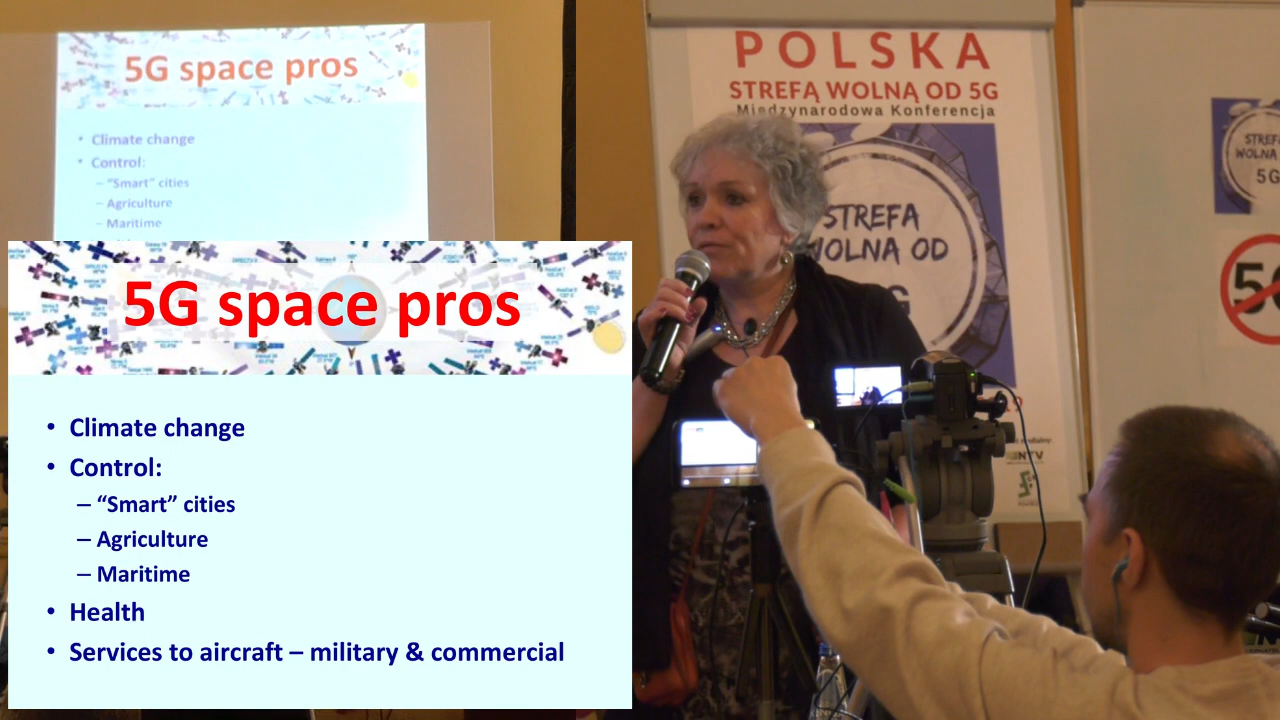 5G space pros
• Climate change
• Control:
– "Smart" cities
– Agriculture
– Maritime
5G space pros
• Climate change
• Control:
– “Smart” cities
– Agriculture
– Maritime
• Health
• Services to aircraft – military & commercial
POLSKA
STREFĄ WOLNĄ OD 5G
Międzynarodowa Konferencja
STREFA
WOLNA OD
G
STREFA
WOLNA
5G
5G
NTV